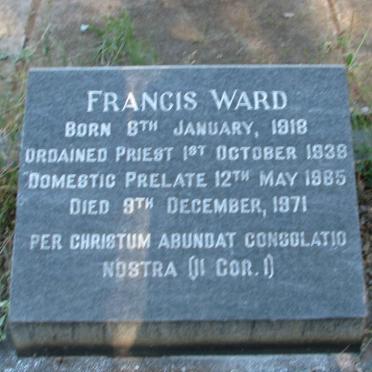 FRANCIS WARD
BORN 8TH JANUARY, 1918
ORDAINED PRIEST 1ST OCTOBER 1939
DOMESTIC PRELATE 12TH MAY 1965
DIED 9TH DECEMBER, 1971
PER CHRISTUM ABUNDAT CONSOLATIO
NOSTRA (II COR. I)